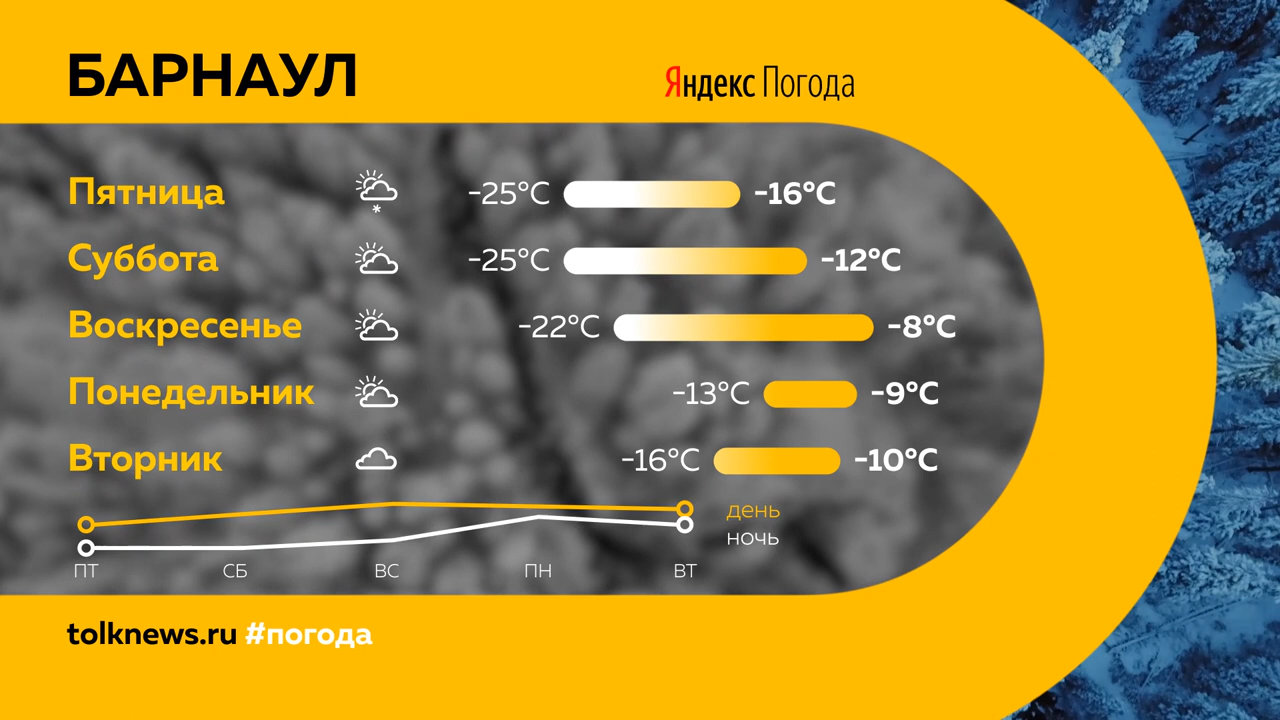 БАРНАУЛ
Яндекс Погода
Пятница -25°C -16°C
Суббота -25°C -12°C
Воскресенье -22°C -8°C
Понедельник -13°C -9°C
Вторник -16°C -10°C
день
ночь
ПТ СБ ВС ПН ВТ
tolknews.ru #погода